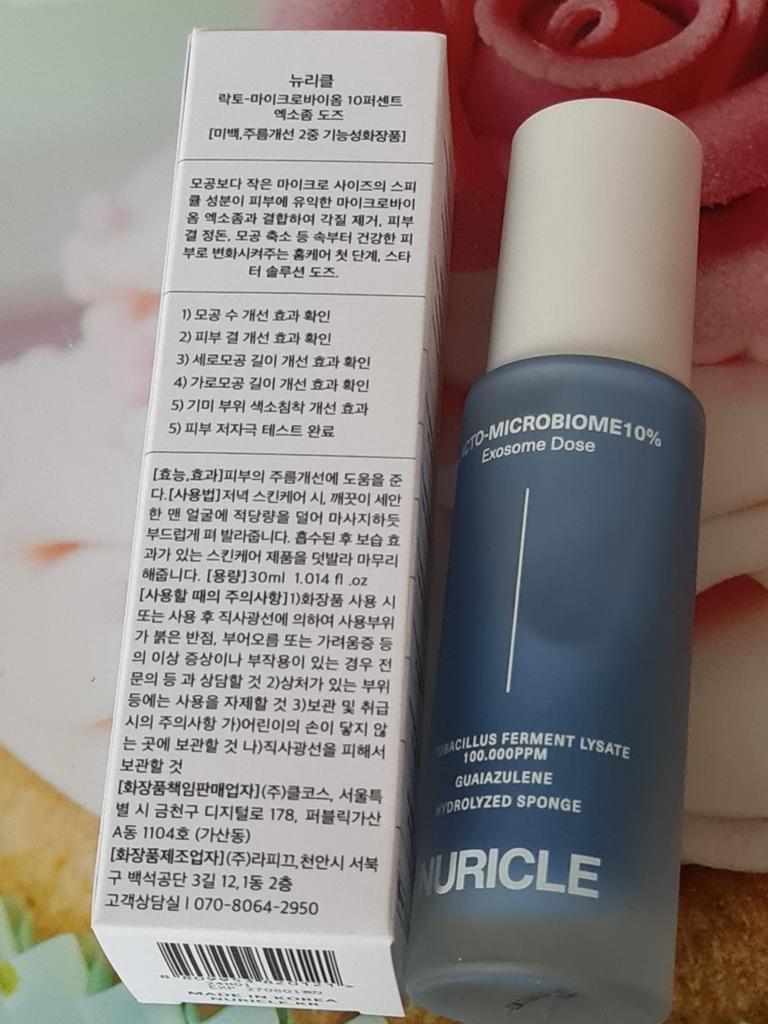 뉴리클
락토-마이크로바이옴 10퍼센트
엑소좀 도즈
[미백,주름개선 2중 기능성화장품]
모공보다 작은 마이크로 사이즈의 스피
큘 성분이 피부에 유익한 마이크로바이
옴 엑소좀과 결합하여 각질 제거, 피부
결 정돈, 모공 축소 등 속부터 건강한 피
부로 변화시켜주는 홈케어 첫 단계, 스타
터 솔루션 도즈.
1) 모공 수 개선 효과 확인
2) 피부 결 개선 효과 확인
3) 세로모공 길이 개선 효과 확인
4) 가로모공 길이 개선 효과 확인
5) 기미 부위 색소침착 개선 효과
5) 피부 저자극 테스트 완료
[효능,효과]피부의 주름개선에 도움을 준
다.[사용법]저녁 스킨케어 시, 깨끗이 세안
한 맨 얼굴에 적당량을 덜어 마사지하듯
부드럽게 펴 발라줍니다. 흡수된 후 보습 효
과가 있는 스킨케어 제품을 덧발라 마무리
해줍니다. [용량]30ml 1.014 fl .oz
[사용할 때의 주의사항]1)화장품 사용 시
또는 사용 후 직사광선에 의하여 사용부위
가 붉은 반점, 부어오름 또는 가려움증 등
의 이상 증상이나 부작용이 있는 경우 전
문의 등 과 상담할 것 2)상처가 있는 부위
등에는 사용을 자제할 것 3)보관 및 취급
시의 주의사항 가)어린이의 손이 닿지 않
는 곳에 보관할 것 나)직사광선을 피해서
보관할 것
[화장품책임판매업자](주)클코스, 서울특
별 시 금천구 디지털로 178, 퍼블릭가산
A동 1104호 (가산동)
[화장품제조업자](주)라피끄,천안시 서북
구 백석공단 3길 12,1동 2층
고객상담실 I 070-8064-2950
MADE IN KOREA
NURICLE.KR
CTO-MICROBIOME10%
Exosome Dose
OBACILLUS FERMENT LYSATE
100.000PPM
GUAIAZULENE
HYDROLYZED SPONGE
NURICLE